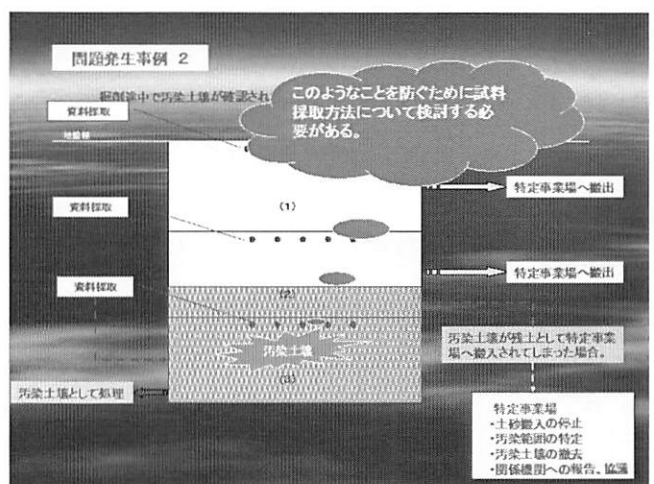 問題発生事例 2
掘削途中で汚染土壌が確認され
このようなことを防ぐために試料
採取方法について検討する必
要がある。
資料採取
地盤線
(1)
特定事業場へ搬出
資料採取
特定事業場へ搬出
資料採取
(2)
汚染土壌
(3)
汚染土壌が残土として特定事業
場へ搬入されてしまった場合。
汚染土壌として処理
特定事業場
・土砂搬入の停止
・汚染範囲の特定
・汚染土壌の撤去
・関係機関への報告、協議